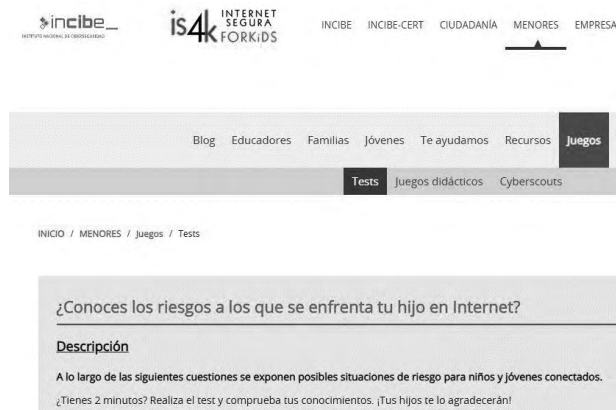 incibe_
INSTITUTO NACIONAL DE CIBERSEGURIDAD
is4k INTERNET SEGURA FORKiDS
INCIBE INCIBE-CERT CIUDADANÍA MENORES EMPRESA
Blog Educadores Familias Jóvenes Te ayudamos Recursos Juegos
Tests Juegos didácticos Cyberscouts
INICIO / MENORES / Juegos / Tests
¿Conoces los riesgos a los que se enfrenta tu hijo en Internet?
Descripción
A lo largo de las siguientes cuestiones se exponen posibles situaciones de riesgo para niños y jóvenes conectados.
¿Tienes 2 minutos? Realiza el test y comprueba tus conocimientos. ¡Tus hijos te lo agradecerán!